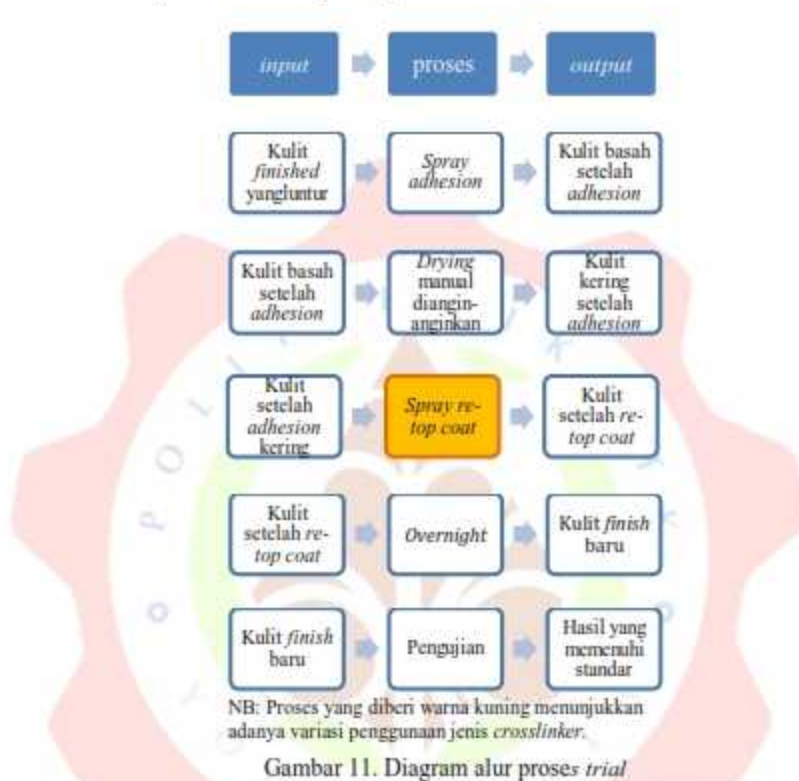 input
proses
output
Kulit
finished
yangluntur
Spray
adhesion
Kulit basah
setelah
adhesion
Kulit basah
setelah
adhesion
Drying
manual
diangin-
anginkan
Kulit
kering
setelah
adhesion
Kulit
setelah
adhesion
kering
Spray re-
top coat
Kulit
setelah re-
top coat
Kulit
setelah re-
top coat
Overnight
Kulit finish
baru
Kulit finish
baru
Pengujian
Hasil yang
memenuhi
standar
NB: Proses yang diberi warna kuning menunjukkan
adanya variasi penggunaan jenis crosslinker.
Gambar 11. Diagram alur proses trial